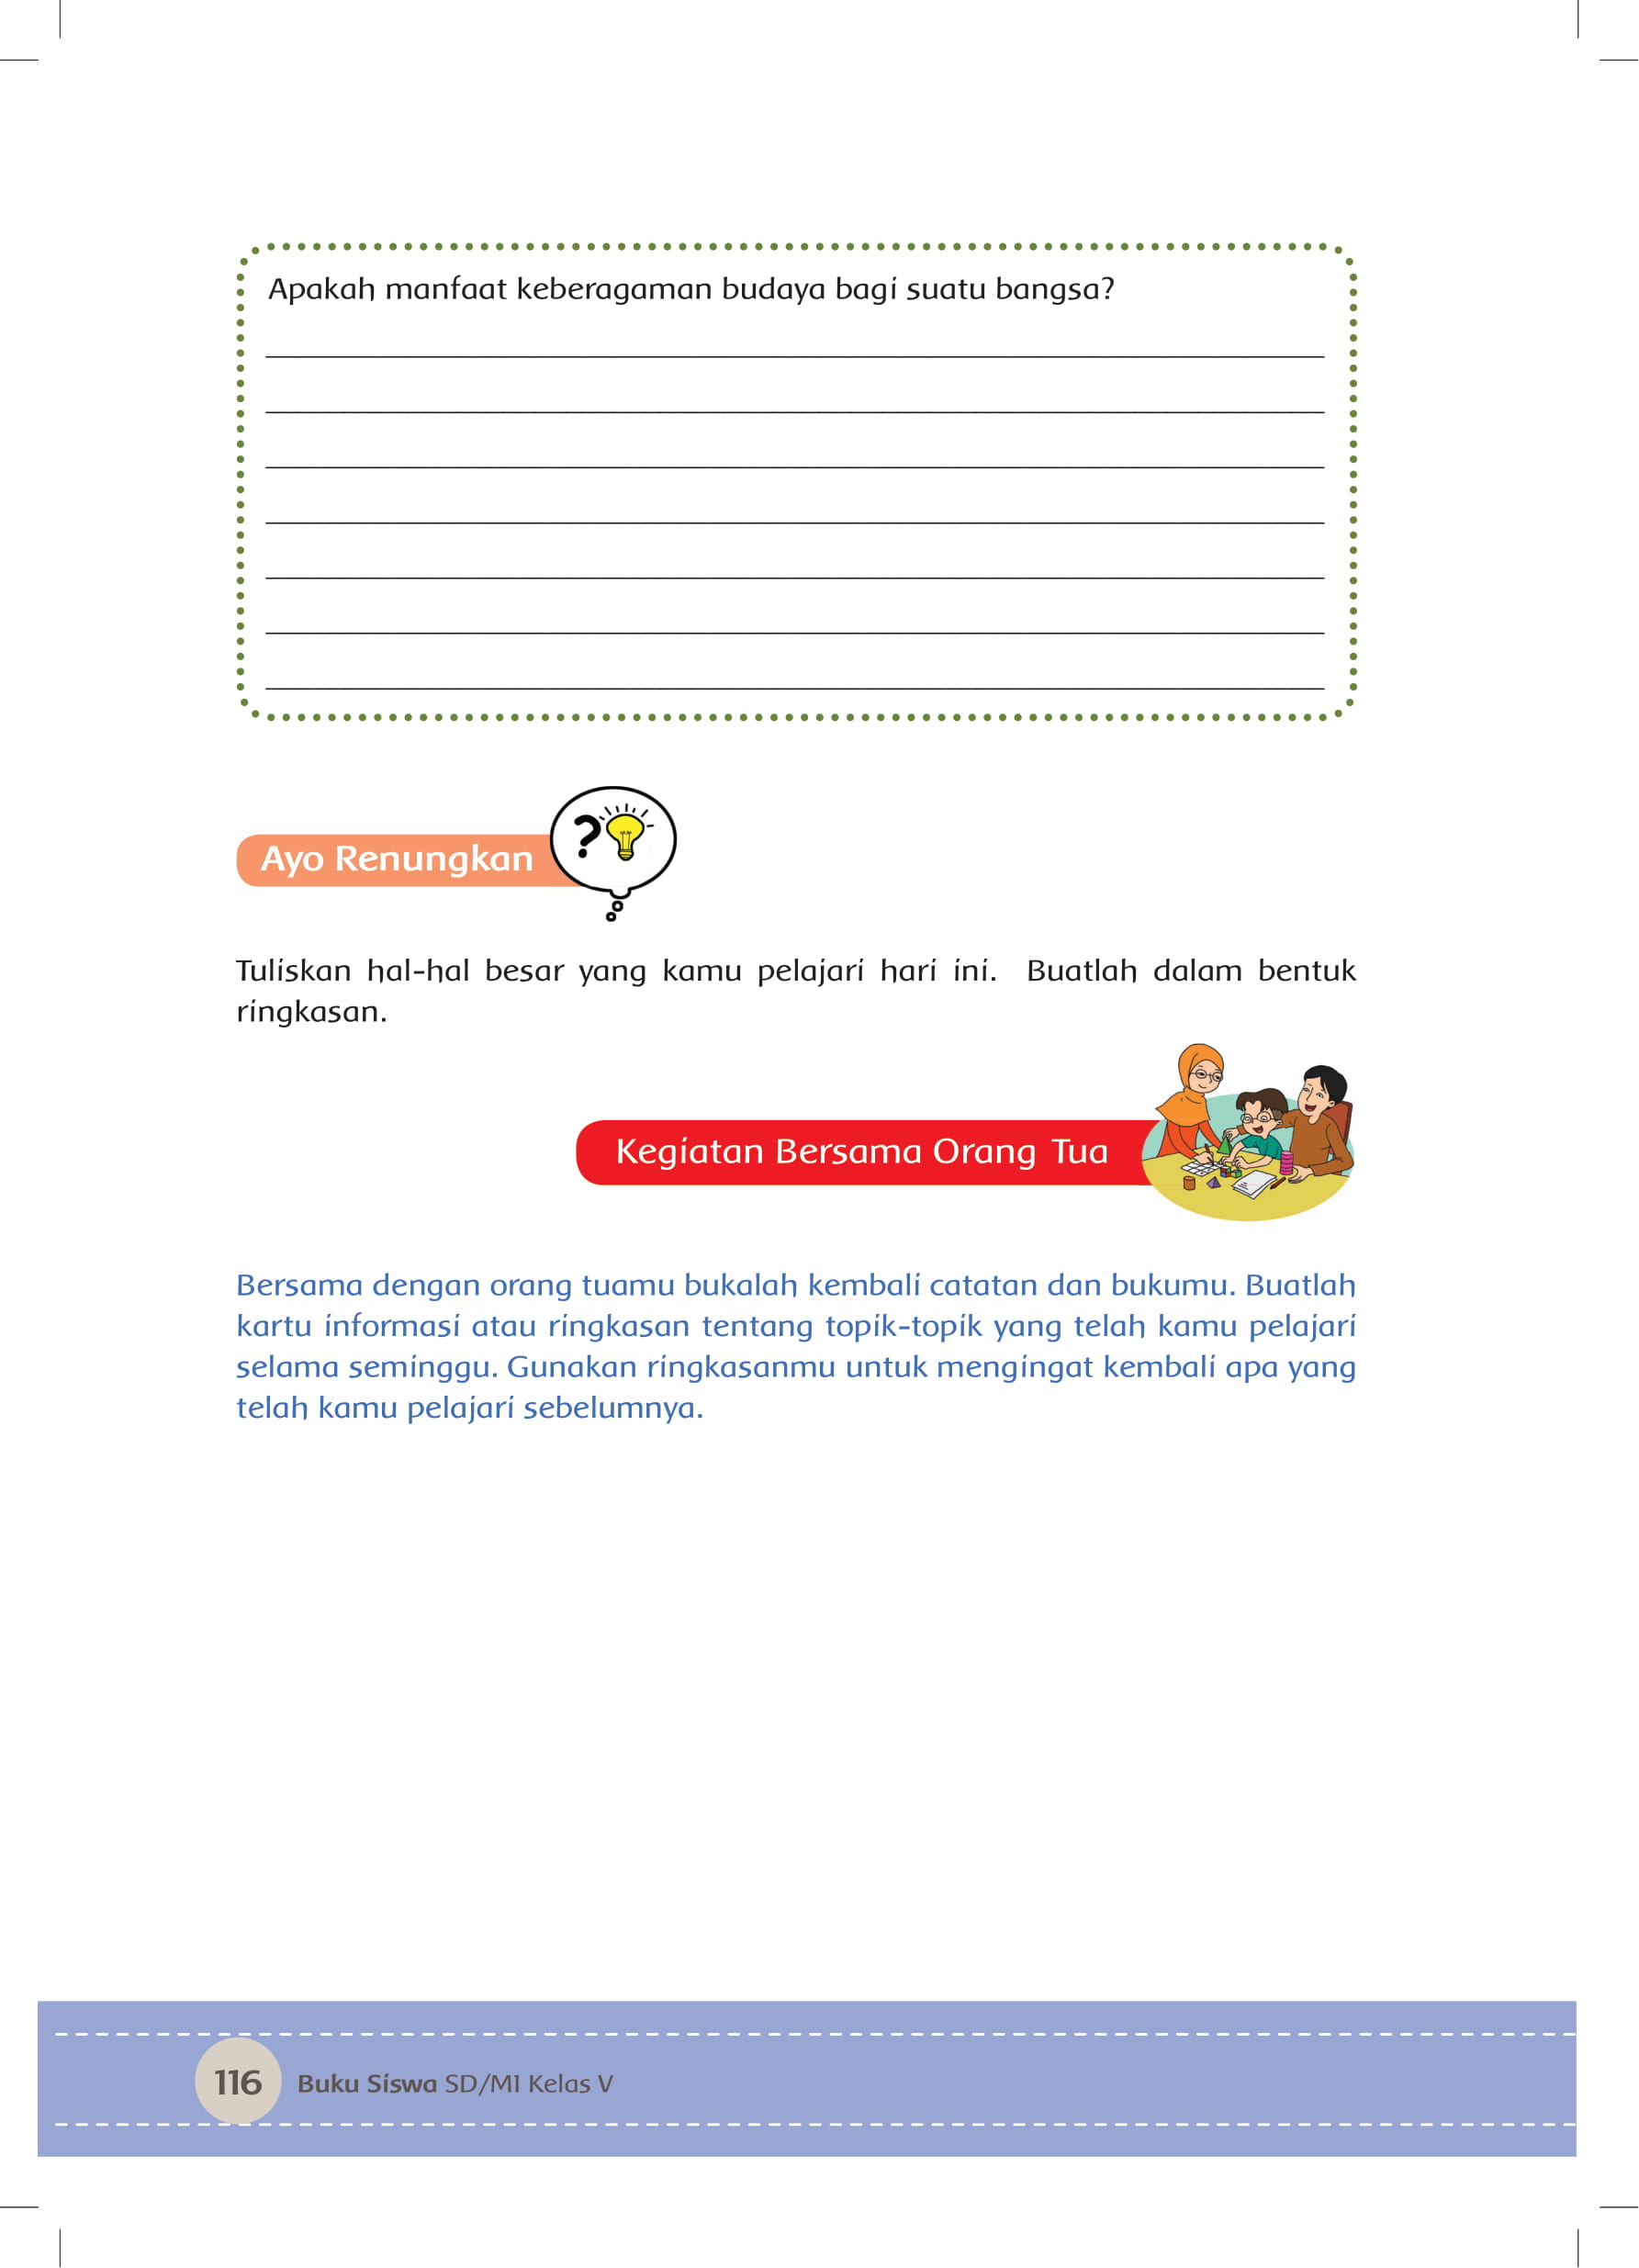 Apakah manfaat keberagaman budaya bagi suatu bangsa?
Ayo Renungkan
?
Tuliskan hal-hal besar yang kamu pelajari hari ini. Buatlah dalam bentuk
ringkasan.
Kegiatan Bersama Orang Tua
Bersama dengan orang tuamu bukalah kembali catatan dan bukumu. Buatlah
kartu informasi atau ringkasan tentang topik-topik yang telah kamu pelajari
selama seminggu. Gunakan ringkasanmu untuk mengingat kembali apa yang
telah kamu pelajari sebelumnya.
116 Buku Siswa SD/MI Kelas V